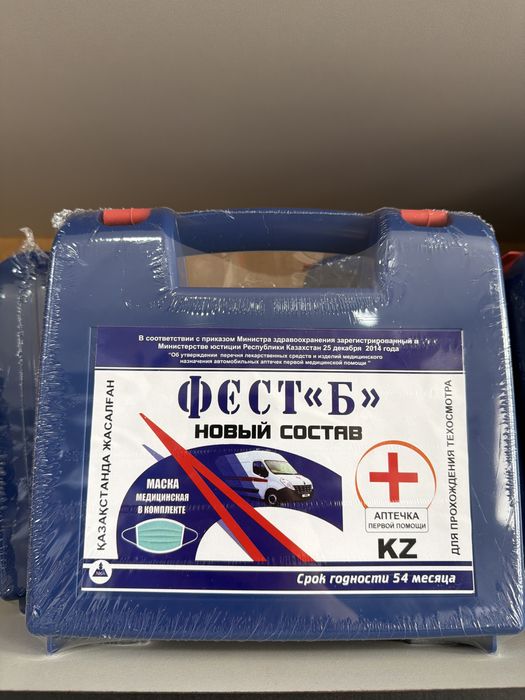 В соответствии с приказом Министра здравоохранения зарегистрированный в
Министерстве юстиции Республики Казахстан 25 декабря 2014 года
"Об утверждении перечня лекарственных средств и изделий медицинского
назначения автомобильных аптечек первой медицинской помощи"
ҚАЗАҚСТАНДА ЖАСАЛҒАН
ФЕСТ«Б»
НОВЫЙ СОСТАВ
МАСКА
МЕДИЦИНСКАЯ
В КОМПЛЕКТЕ
АПТЕЧКА
ПЕРВОЙ ПОМОЩИ
KZ
ДЛЯ ПРОХОЖДЕНИЯ ТЕХОСМОТРА
Срок годности 54 месяца